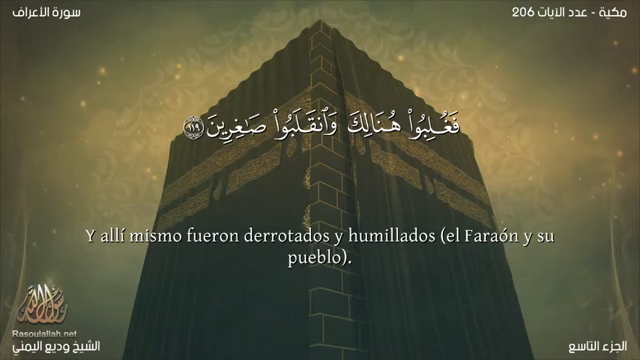 سورة الأعراف
مكية - عدد الآيات 206
فَغُلِبُوا۟ هُنَالِكَ وَٱنقَلَبُوا۟ صَـٰغِرِينَ ١١٩
Y allí mismo fueron derrotados y humillados (el Faraón y su
pueblo).
Rasoulallah.net
الشيخ وديع اليمني
الجزء التاسع